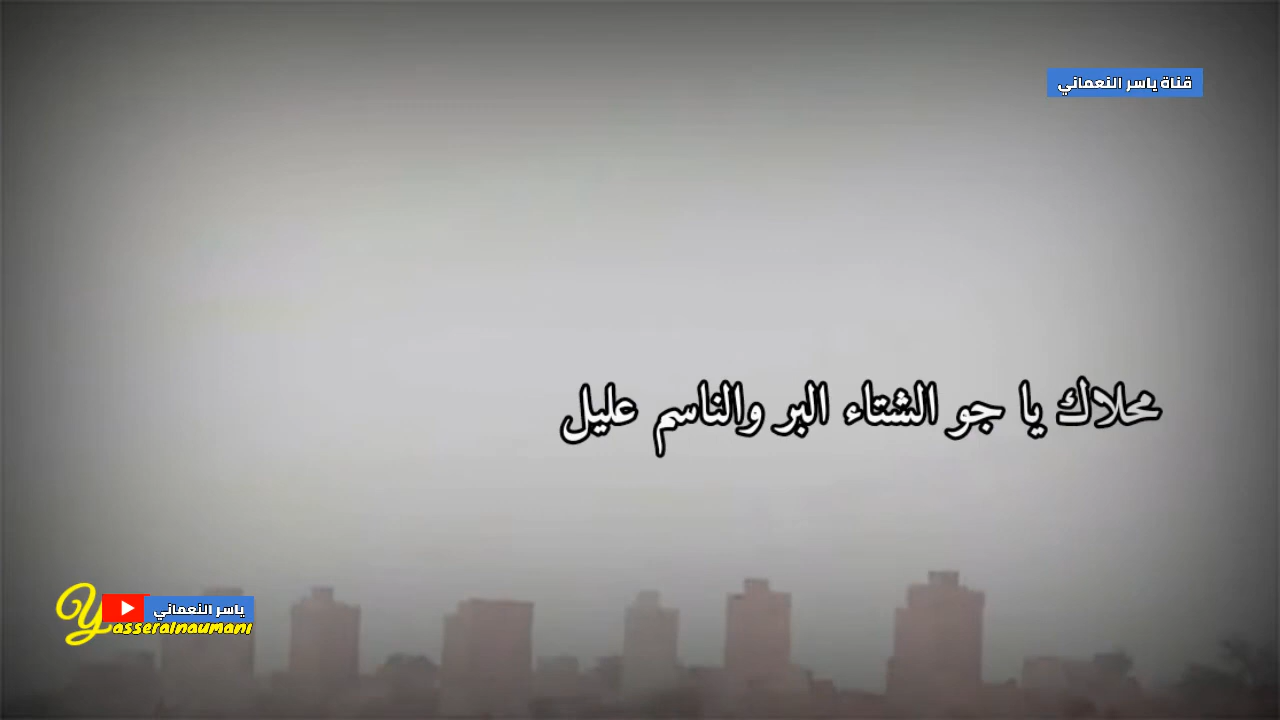 قناة ياسر النعماني
محلاك يا جو الشتاء البر والناسم عليل
ياسر النعماني
Yasseralnaumani